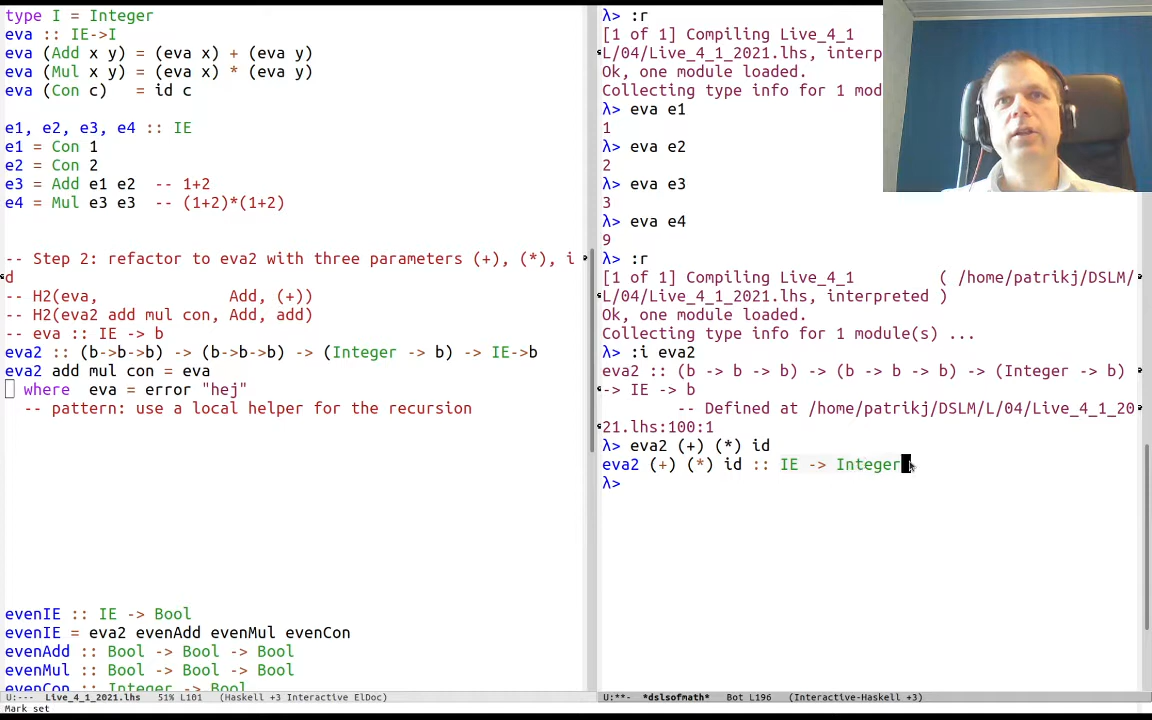 type I = Integer
eva :: IE->I
eva (Add x y) = (eva x) + (eva y)
eva (Mul x y) = (eva x) * (eva y)
eva (Con c)   = id c
e1, e2, e3, e4 :: IE
e1 = Con 1
e2 = Con 2
e3 = Add e1 e2  -- 1+2
e4 = Mul e3 e3  -- (1+2)*(1+2)
-- Step 2: refactor to eva2 with three parameters (+), (*), i
d
-- H2(eva,              Add, (+))
-- H2(eva2 add mul con, Add, add)
-- eva :: IE -> b
eva2 :: (b->b->b) -> (b->b->b) -> (Integer -> b) -> IE->b
eva2 add mul con = eva
  where  eva = error "hej"
  -- pattern: use a local helper for the recursion
evenIE :: IE -> Bool
evenIE = eva2 evenAdd evenMul evenCon
evenAdd :: Bool -> Bool -> Bool
evenMul :: Bool -> Bool -> Bool
evenCon :: Integer -> Bool
U:---  Live_4_1_2021.lhs   51% L101   (Haskell +3 Interactive ElDoc)
Mark set
λ> :r
[1 of 1] Compiling Live_4_1
L/04/Live_4_1_2021.lhs, interp
Ok, one module loaded.
Collecting type info for 1 mod
λ> eva e1
1
λ> eva e2
2
λ> eva e3
3
λ> eva e4
9
λ> :r
[1 of 1] Compiling Live_4_1         ( /home/patrikj/DSLM/
L/04/Live_4_1_2021.lhs, interpreted )
Ok, one module loaded.
Collecting type info for 1 module(s) ...
λ> :i eva2
eva2 :: (b -> b -> b) -> (b -> b -> b) -> (Integer -> b)
-> IE -> b
        -- Defined at /home/patrikj/DSLM/L/04/Live_4_1_20
21.lhs:100:1
λ> eva2 (+) (*) id
eva2 (+) (*) id :: IE -> Integer
λ>
U:**-  *dslsofmath*   Bot L196   (Interactive-Haskell +3)